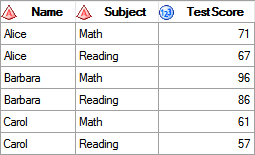 Name Subject TestScore
Alice Math 71
Alice Reading 67
Barbara Math 96
Barbara Reading 86
Carol Math 61
Carol Reading 57